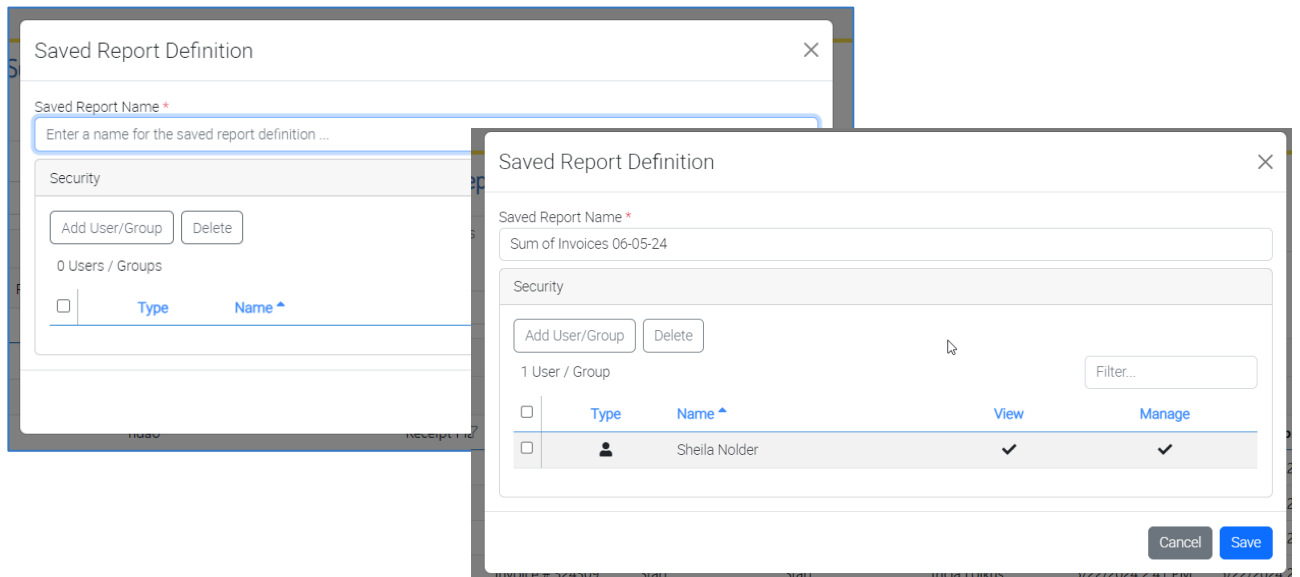 Saved Report Definition
Saved Report Name *
Enter a name for the saved report definition ...
Security
Add User/Group Delete
0 Users / Groups
Type Name
Saved Report Definition
Saved Report Name *
Sum of Invoices 06-05-24
Security
Add User/Group Delete
1 User / Group
Filter...
Type Name View Manage
Sheila Nolder
Cancel Save